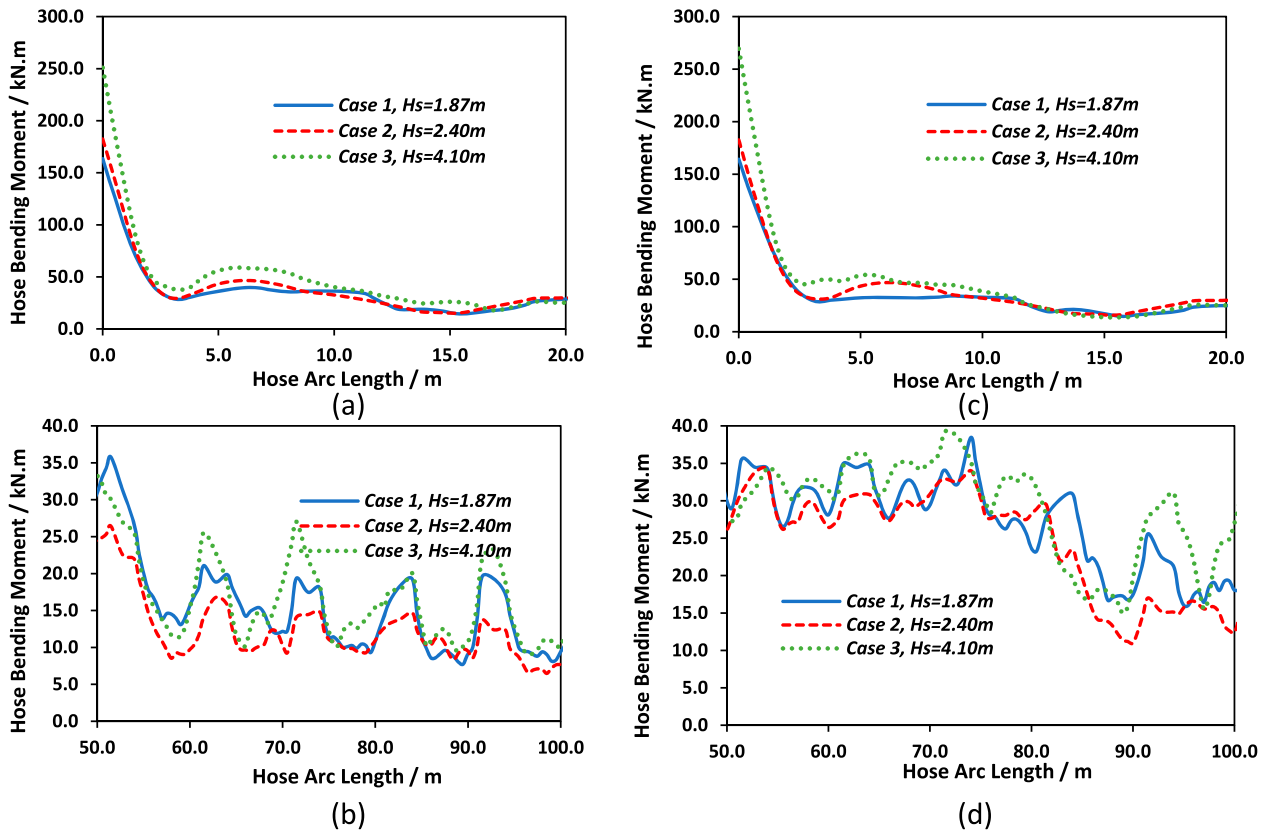 300.0
250.0
200.0
150.0
100.0
50.0
0.0
Hose Bending Moment / kN.m
Case 1, Hs=1.87m
Case 2, Hs=2.40m
Case 3, Hs=4.10m
0.0 5.0 10.0 15.0 20.0
Hose Arc Length / m
(a)
300.0
250.0
200.0
150.0
100.0
50.0
0.0
Hose Bending Moment / kN.m
Case 1, Hs=1.87m
Case 2, Hs=2.40m
Case 3, Hs=4.10m
0.0 5.0 10.0 15.0 20.0
Hose Arc Length / m
(c)
40.0
35.0
30.0
25.0
20.0
15.0
10.0
5.0
0.0
Hose Bending Moment / kN.m
Case 1, Hs=1.87m
Case 2, Hs=2.40m
Case 3, Hs=4.10m
50.0 60.0 70.0 80.0 90.0 100.0
Hose Arc Length / m
(b)
40.0
35.0
30.0
25.0
20.0
15.0
10.0
5.0
0.0
Hose Bending Moment / kN.m
Case 1, Hs=1.87m
Case 2, Hs=2.40m
Case 3, Hs=4.10m
50.0 60.0 70.0 80.0 90.0 100.0
Hose Arc Length / m
(d)